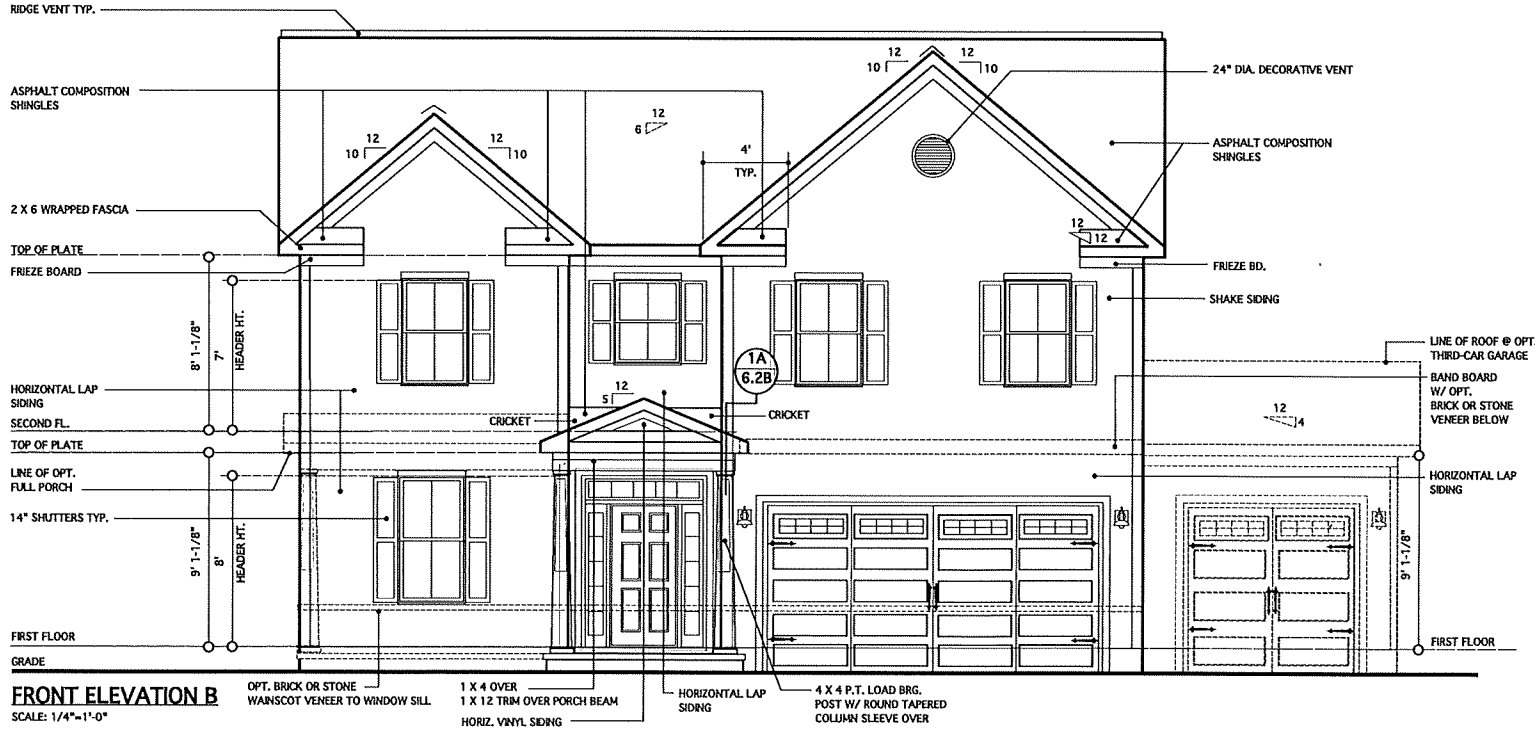 RIDGE VENT TYP.
ASPHALT COMPOSITION
SHINGLES
2 X 6 WRAPPED FASCIA
TOP OF PLATE
FRIEZE BOARD
8' 1-1/8"
7'
HEADER HT.
HORIZONTAL LAP
SIDING
SECOND FL.
TOP OF PLATE
LINE OF OPT.
FULL PORCH
14" SHUTTERS TYP.
9' 1-1/8"
8'
HEADER HT.
FIRST FLOOR
GRADE
12
10
12
10
12
6
4'
TYP.
12
10
12
10
12
12
12
5
CRICKET
CRICKET
1A
6.2B
24" DIA. DECORATIVE VENT
ASPHALT COMPOSITION
SHINGLES
FRIEZE BD.
SHAKE SIDING
LINE OF ROOF @ OPT.
THIRD-CAR GARAGE
BAND BOARD
W/ OPT.
BRICK OR STONE
VENEER BELOW
12
4
HORIZONTAL LAP
SIDING
9' 1-1/8"
FIRST FLOOR
FRONT ELEVATION B
SCALE: 1/4"=1'-0"
OPT. BRICK OR STONE
WAINSCOT VENEER TO WINDOW SILL
1 X 4 OVER
1 X 12 TRIM OVER PORCH BEAM
HORIZ. VINYL SIDING
HORIZONTAL LAP
SIDING
4 X 4 P.T. LOAD BRG.
POST W/ ROUND TAPERED
COLUMN SLEEVE OVER